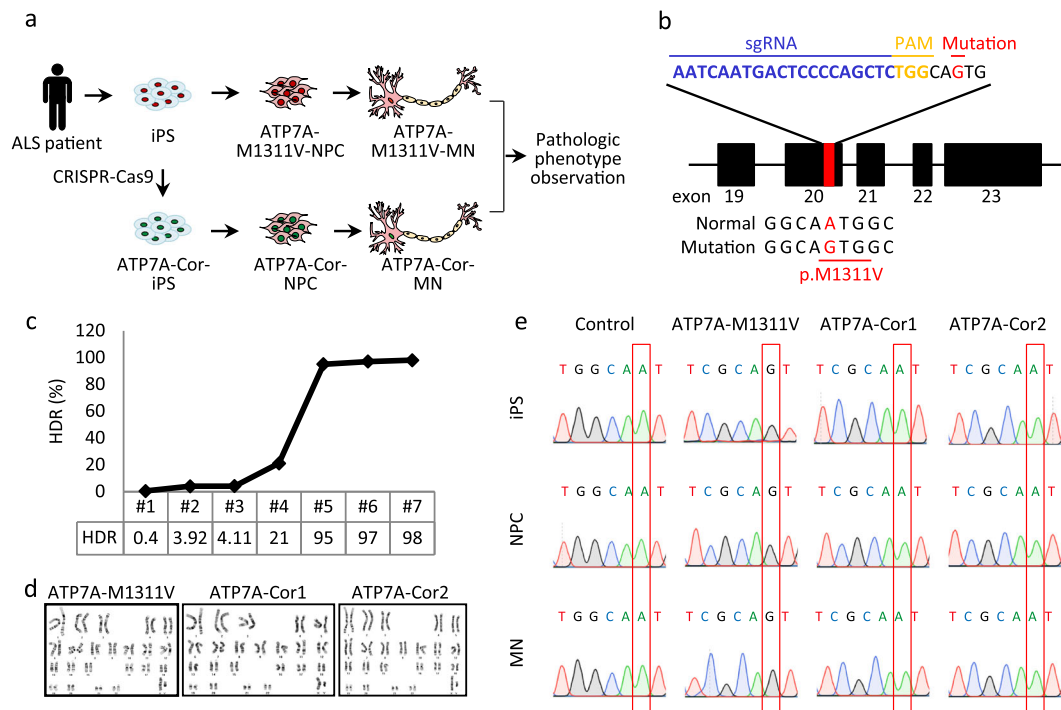 a
ALS patient
iPS
ATP7A-
M1311V-NPC
ATP7A-
M1311V-MN
CRISPR-Cas9
ATP7A-Cor-
iPS
ATP7A-Cor-
NPC
ATP7A-Cor-
MN
Pathologic
phenotype
observation
b
sgRNA PAM Mutation
AATCAATGACTCCCCAGCTCTGGCAGTG
exon 19 20 21 22 23
Normal GGCAATGGC
Mutation GGCAGTGGC
p.M1311V
c
HDR (%)
120
100
80
60
40
20
0
#1 #2 #3 #4 #5 #6 #7
HDR 0.4 3.92 4.11 21 95 97 98
d
ATP7A-M1311V ATP7A-Cor1 ATP7A-Cor2
e
Control ATP7A-M1311V ATP7A-Cor1 ATP7A-Cor2
iPS
TGGCAAT TCGCAGT TCGCAAT TCGCAAT
NPC
TGGCAAT TCGCAGT TCGCAAT TCGCAAT
MN
TGGCAAT TCGCAGT TCGCAAT TCGCAAT